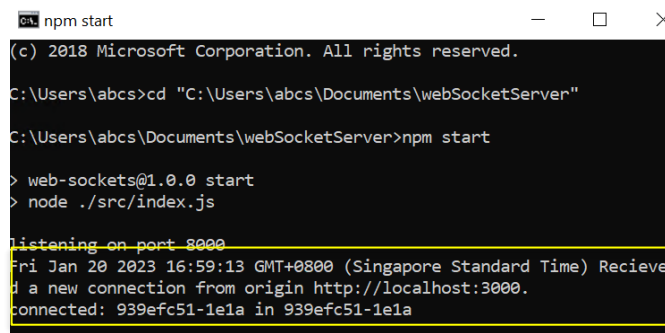 npm start
(c) 2018 Microsoft Corporation. All rights reserved.
C:\Users\abcs>cd "C:\Users\abcs\Documents\webSocketServer"
C:\Users\abcs\Documents\webSocketServer>npm start
> web-sockets@1.0.0 start
> node ./src/index.js
listening on port 8000
Fri Jan 20 2023 16:59:13 GMT+0800 (Singapore Standard Time) Recieve
d a new connection from origin http://localhost:3000.
connected: 939efc51-1e1a in 939efc51-1e1a